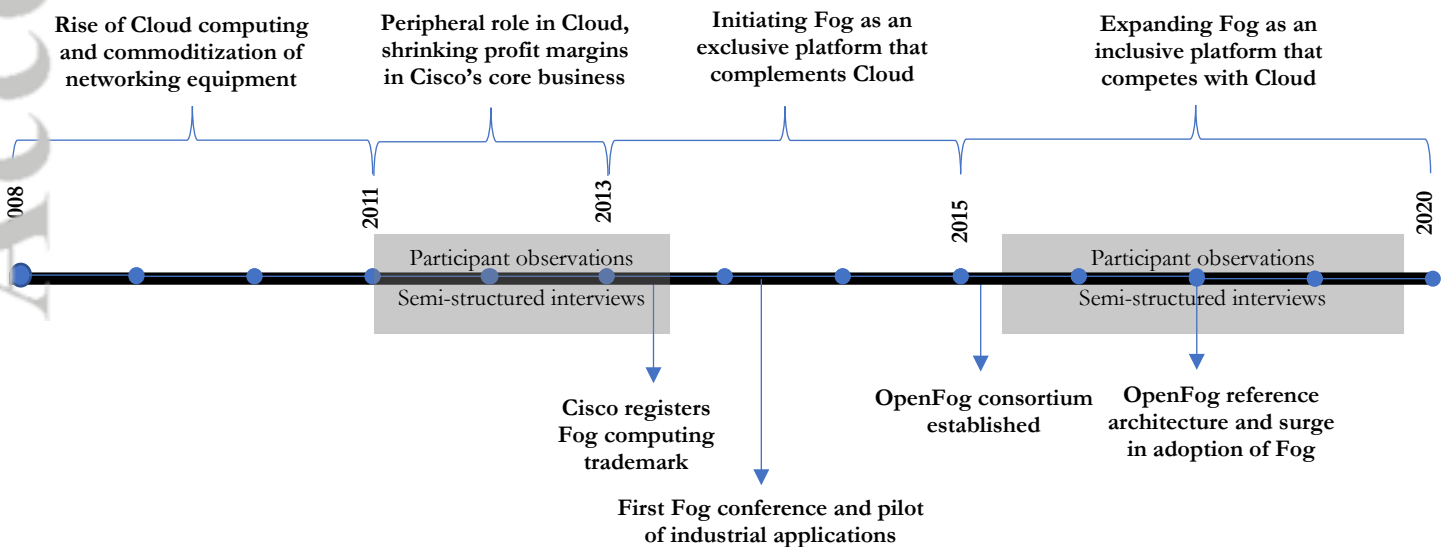 Rise of Cloud computing
and commoditization of
networking equipment
Peripheral role in Cloud,
shrinking profit margins
in Cisco's core business
Initiating Fog as an
exclusive platform that
complements Cloud
Expanding Fog as an
inclusive platform that
competes with Cloud
008
2011
2013
2015
2020
Participant observations
Semi-structured interviews
Participant observations
Semi-structured interviews
Cisco registers
Fog computing
trademark
First Fog conference and pilot
of industrial applications
OpenFog consortium
established
OpenFog reference
architecture and surge
in adoption of Fog